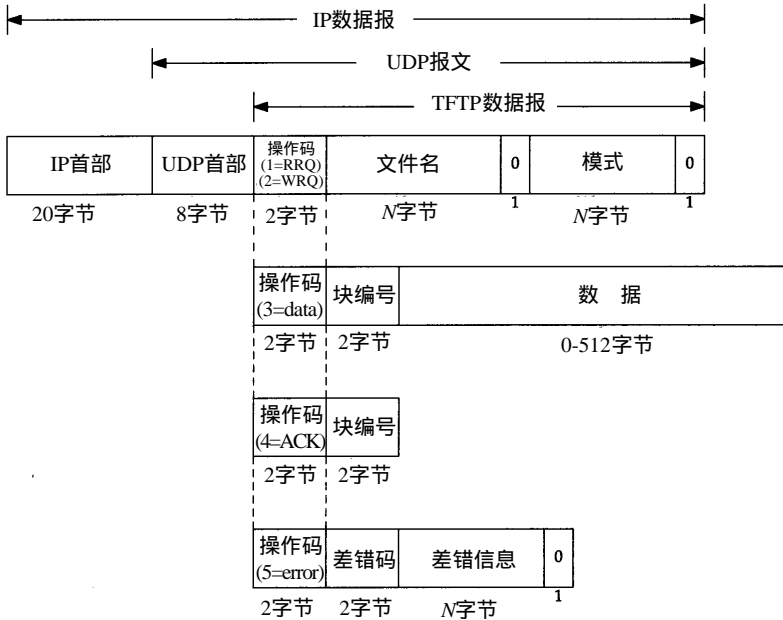 IP数据报
UDP报文
TFTP数据报
IP首部
UDP首部
操作码
(1=RRQ)
(2=WRQ)
文件名
0
模式
0
20字节
8字节
2字节
N字节
1
N字节
1
操作码
(3=data)
块编号
数 据
2字节
2字节
0-512字节
操作码
(4=ACK)
块编号
2字节
2字节
操作码
(5=error)
差错码
差错信息
0
2字节
2字节
N字节
1